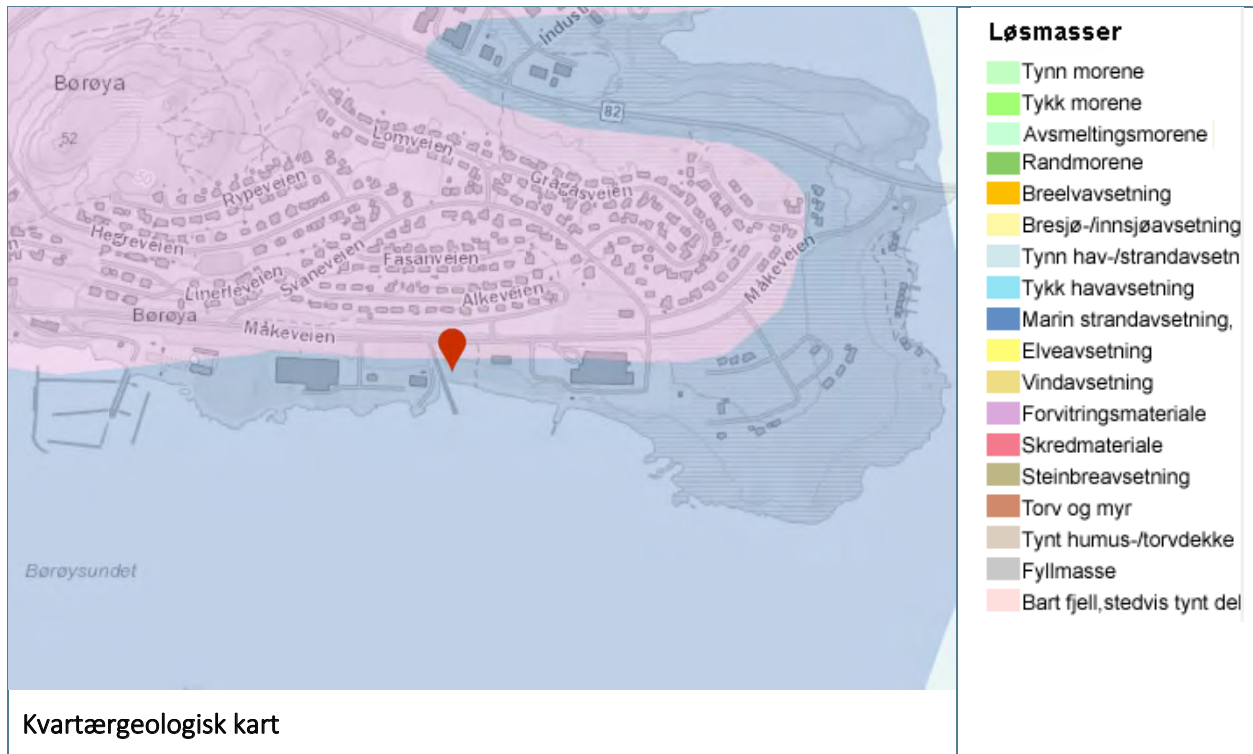 Industri
Børøya
82
52
50
Lomveien
Grågåsveien
Rypeveien
Hegreveien
Fasanveien
Svaneveien
Linerleveien
Alkeveien
Måkeveien
Børøya
Måkeveien
Børøysundet
Kvartærgeologisk kart
Løsmasser
Tynn morene
Tykk morene
Avsmeltingsmorene
Randmorene
Breelvavsetning
Bresjø-/innsjøavsetning
Tynn hav-/strandavsetn
Tykk havavsetning
Marin strandavsetning,
Elveavsetning
Vindavsetning
Forvitringsmateriale
Skredmateriale
Steinbreavsetning
Torv og myr
Tynt humus-/torvdekke
Fyllmasse
Bart fjell,stedvis tynt del